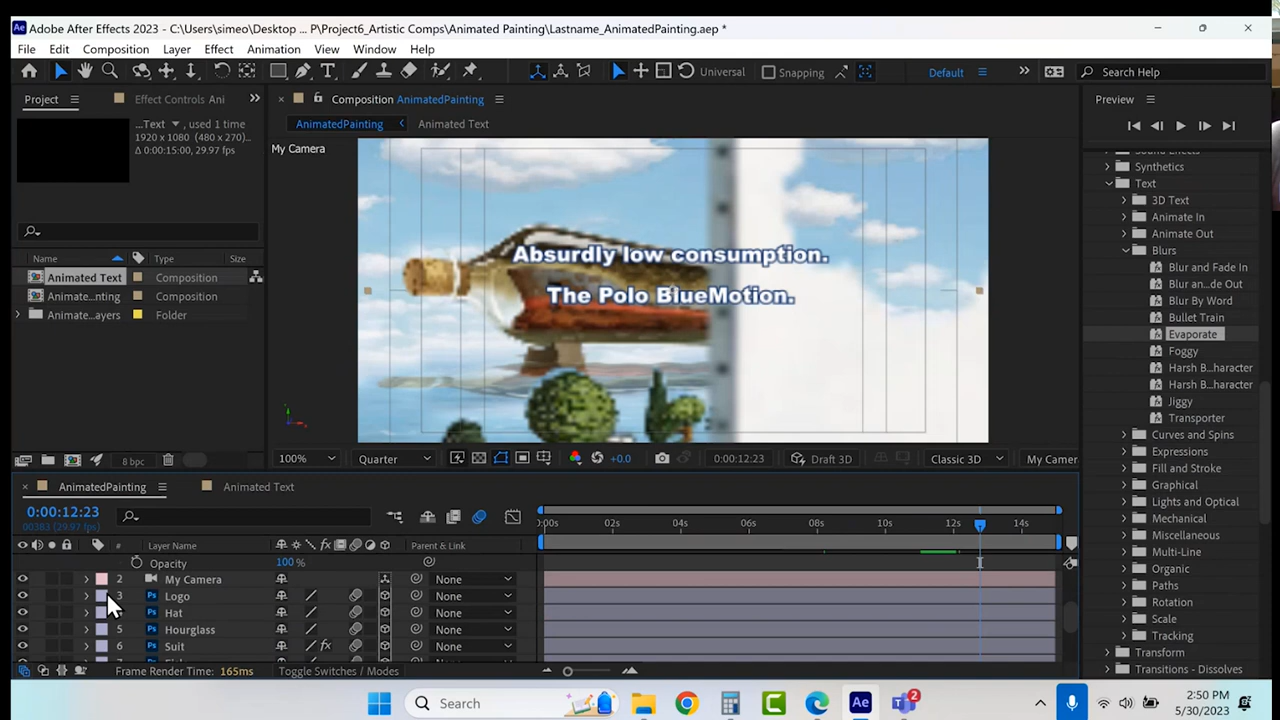 Ae Adobe After Effects 2023 - C:\Users\simeo\Desktop ... P\Project6_Artistic Comps\Animated Painting\Lastname_AnimatedPainting.aep *
File Edit Composition Layer Effect Animation View Window Help
Universal Snapping Default Search Help
Project Effect Controls Ani Composition AnimatedPainting Preview
AnimatedPainting Animated Text
...Text , used 1 time
1920 x 1080 (480 x 270)...
Δ 0:00:15:00, 29.97 fps
My Camera
Absurdly low consumption.
The Polo BlueMotion.
Name Type Size
Animated Text Composition
Animate...nting Composition
Animate...ayers Folder
8 bpc
100% Quarter +0.0 0:00:12:23 Draft 3D Classic 3D My Camer
Sound Effects
Synthetics
Text
3D Text
Animate In
Animate Out
Blurs
Blur and Fade In
Blur an...de Out
Blur By Word
Bullet Train
Evaporate
Foggy
Harsh B...haracter
Harsh B...haracter
Jiggy
Transporter
Curves and Spins
Expressions
Fill and Stroke
Graphical
Lights and Optical
Mechanical
Miscellaneous
Multi-Line
Organic
Paths
Rotation
Scale
Tracking
Transform
Transitions - Dissolves
AnimatedPainting Animated Text
0:00:12:23
00383 (29.97 fps)
:00s 02s 04s 06s 08s 10s 12s 14s
# Layer Name Parent & Link
Opacity 100 %
2 My Camera None
3 Logo None
Hat None
5 Hourglass None
6 Suit None
Frame Render Time: 165ms Toggle Switches / Modes
Search
Ae
2
2:50 PM
5/30/2023